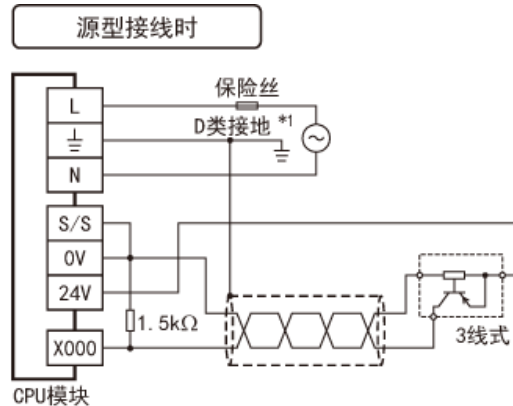 源型接线时
保险丝
L
D类接地 *1
N
S/S
0V
24V
1.5kΩ
X000
3线式
CPU模块